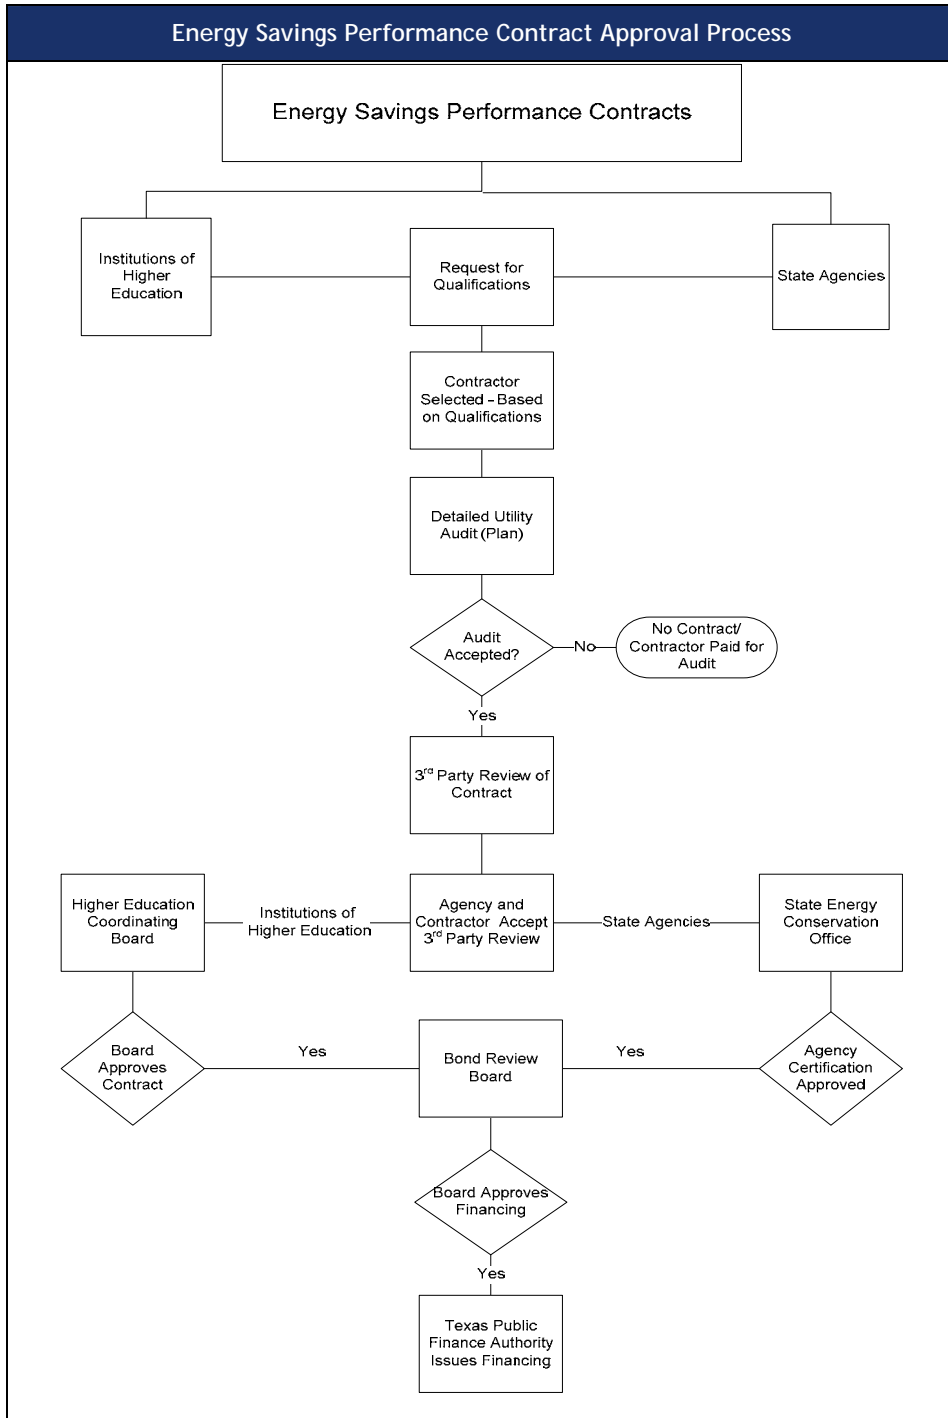 Energy Savings Performance Contract Approval Process
Energy Savings Performance Contracts
Institutions of
Higher
Education
Request for
Qualifications
State Agencies
Contractor
Selected – Based
on Qualifications
Detailed Utility
Audit (Plan)
Audit
Accepted?
No
No Contract/
Contractor Paid for
Audit
Yes
3rd Party Review of
Contract
Higher Education
Coordinating
Board
Institutions of
Higher Education
Agency and
Contractor Accept
3rd Party Review
State Agencies
State Energy
Conservation
Office
Board
Approves
Contract
Yes
Bond Review
Board
Yes
Agency
Certification
Approved
Board Approves
Financing
Yes
Texas Public
Finance Authority
Issues Financing